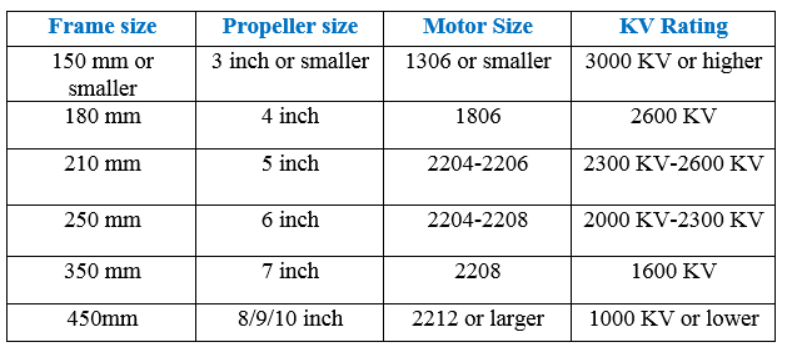 Frame size Propeller size Motor Size KV Rating
150 mm or smaller 3 inch or smaller 1306 or smaller 3000 KV or higher
180 mm 4 inch 1806 2600 KV
210 mm 5 inch 2204-2206 2300 KV-2600 KV
250 mm 6 inch 2204-2208 2000 KV-2300 KV
350 mm 7 inch 2208 1600 KV
450mm 8/9/10 inch 2212 or larger 1000 KV or lower